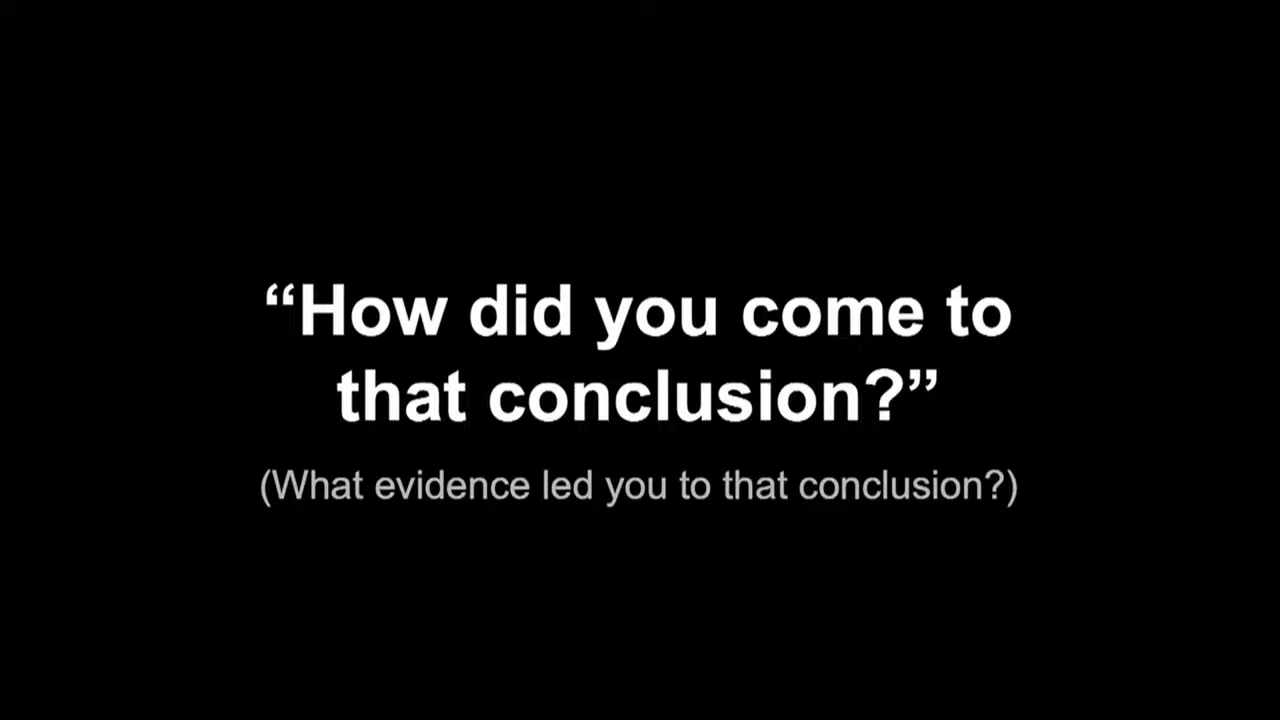 “How did you come to
that conclusion?”
(What evidence led you to that conclusion?)